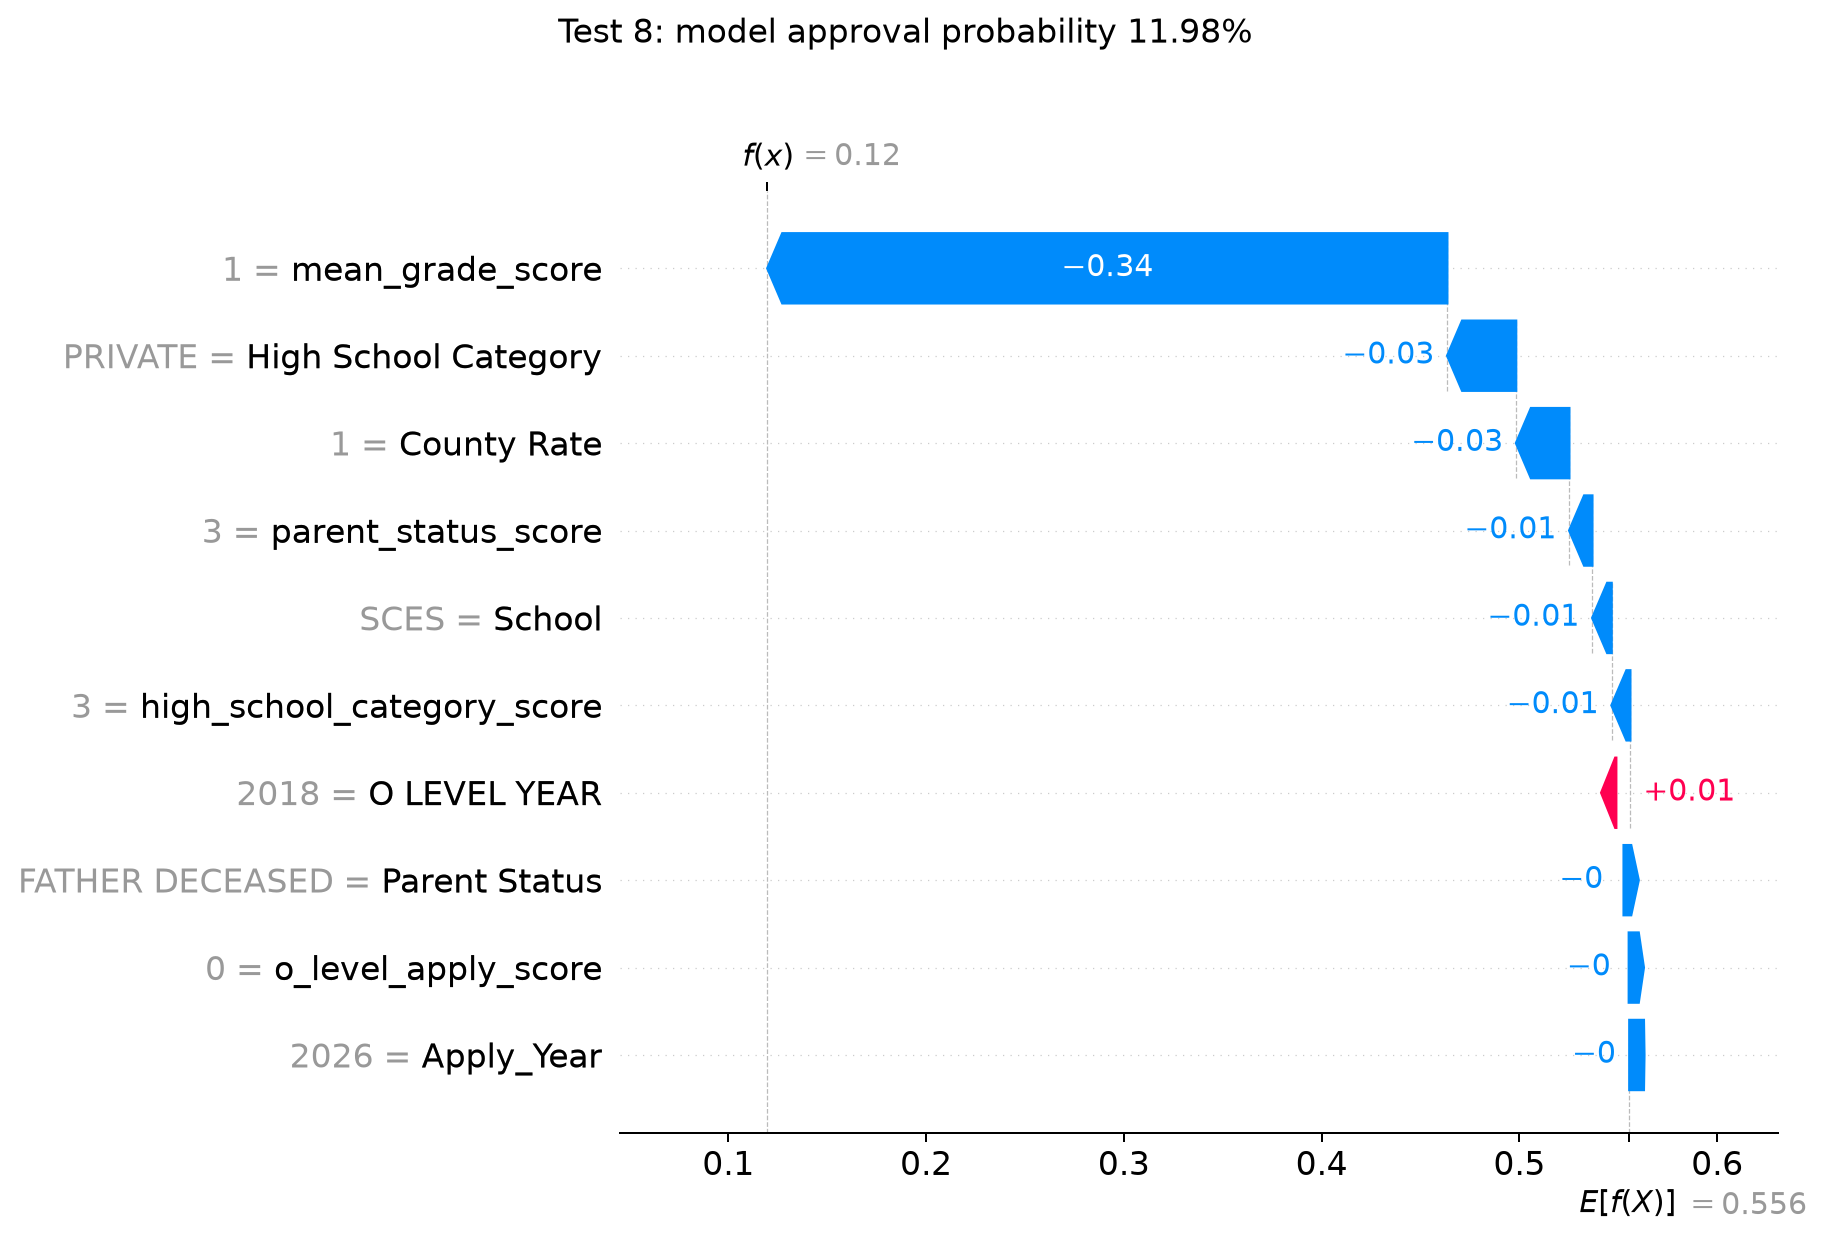 Test 8: model approval probability 11.98%
f(x) = 0.12
1 = mean_grade_score −0.34
PRIVATE = High School Category −0.03
1 = County Rate −0.03
3 = parent_status_score −0.01
SCES = School −0.01
3 = high_school_category_score −0.01
2018 = O LEVEL YEAR +0.01
FATHER DECEASED = Parent Status −0
0 = o_level_apply_score −0
2026 = Apply_Year −0
0.1 0.2 0.3 0.4 0.5 0.6
E[f(X)] = 0.556